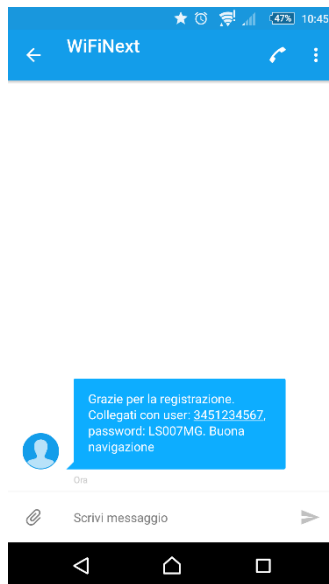 47% 10:45
WiFiNext
Grazie per la registrazione.
Collegati con user: 3451234567,
password: LS007MG. Buona
navigazione
Ora
Scrivi messaggio